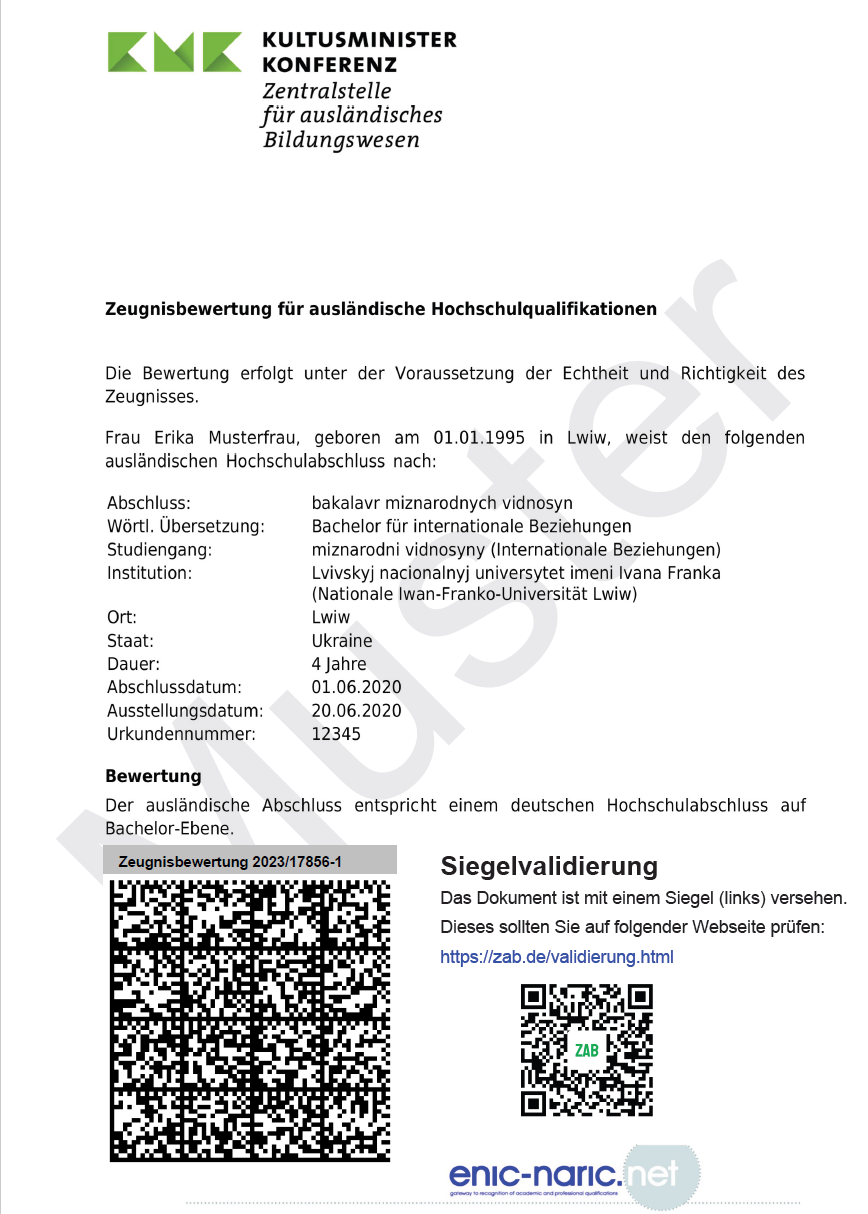 KMK KULTUSMINISTER
KONFERENZ
Zentralstelle
für ausländisches
Bildungswesen
Muster
Zeugnisbewertung für ausländische Hochschulqualifikationen
Die Bewertung erfolgt unter der Voraussetzung der Echtheit und Richtigkeit des
Zeugnisses.
Frau Erika Musterfrau, geboren am 01.01.1995 in Lwiw, weist den folgenden
ausländischen Hochschulabschluss nach:
Abschluss: bakalavr miznarodnych vidnosyn
Wörtl. Übersetzung: Bachelor für internationale Beziehungen
Studiengang: miznarodni vidnosyny (Internationale Beziehungen)
Institution: Lvivskyj nacionalnyj universytet imeni Ivana Franka
(Nationale Iwan-Franko-Universität Lwiw)
Ort: Lwiw
Staat: Ukraine
Dauer: 4 Jahre
Abschlussdatum: 01.06.2020
Ausstellungsdatum: 20.06.2020
Urkundennummer: 12345
Bewertung
Der ausländische Abschluss entspricht einem deutschen Hochschulabschluss auf
Bachelor-Ebene.
Zeugnisbewertung 2023/17856-1
Siegelvalidierung
Das Dokument ist mit einem Siegel (links) versehen.
Dieses sollten Sie auf folgender Webseite prüfen:
https://zab.de/validierung.html
ZAB
enic-naric.net
gateway to recognition of academic and professional qualifications